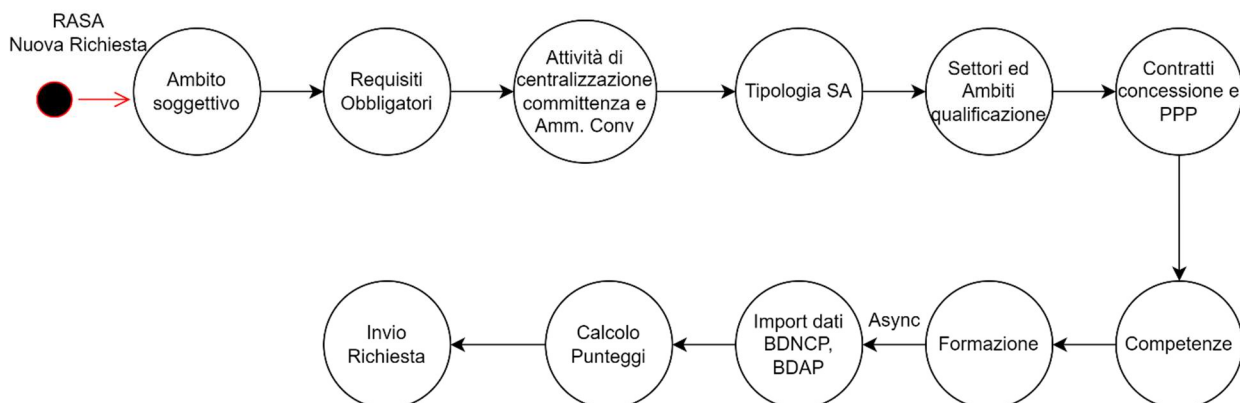 RASA
Nuova Richiesta
Ambito
soggettivo
Requisiti
Obbligatori
Attività di
centralizzazione
committenza e
Amm. Conv
Tipologia SA
Settori ed
Ambiti
qualificazione
Contratti
concessione e
PPP
Competenze
Formazione
Async
Import dati
BDNCP,
BDAP
Calcolo
Punteggi
Invio
Richiesta